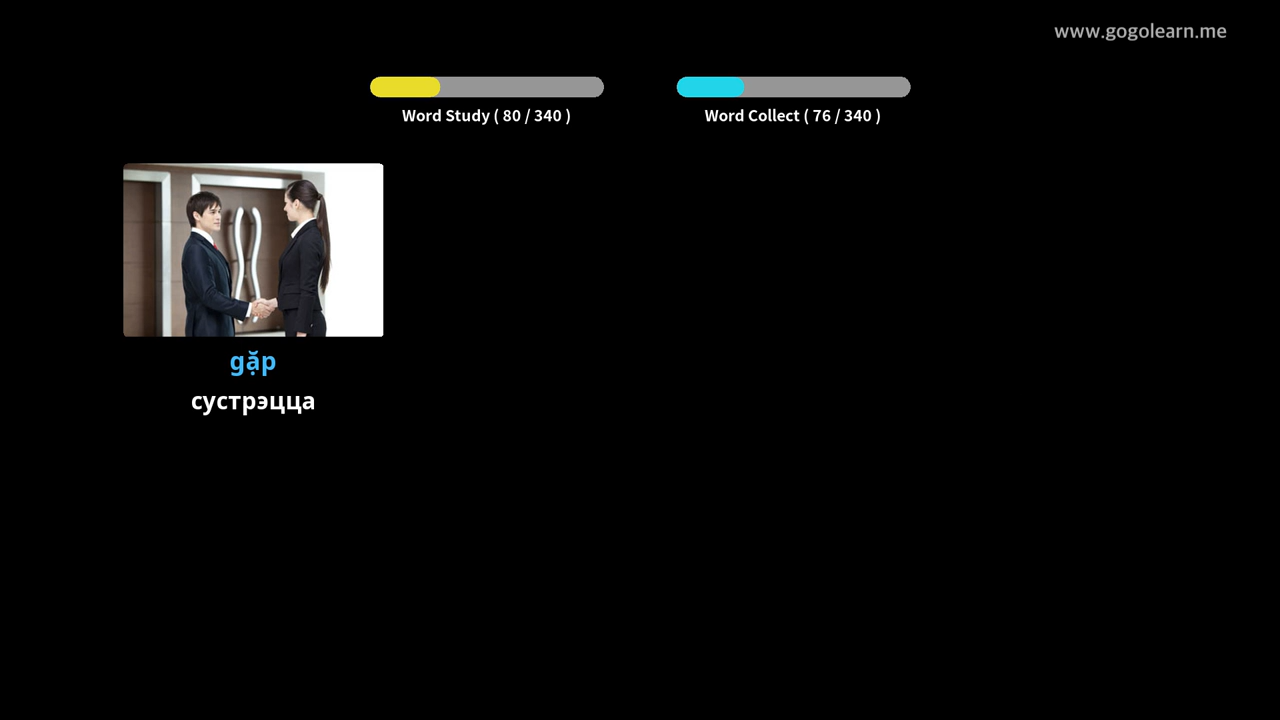 www.gogolearn.me
Word Study ( 80 / 340 )
Word Collect ( 76 / 340 )
gặp
сустрэцца